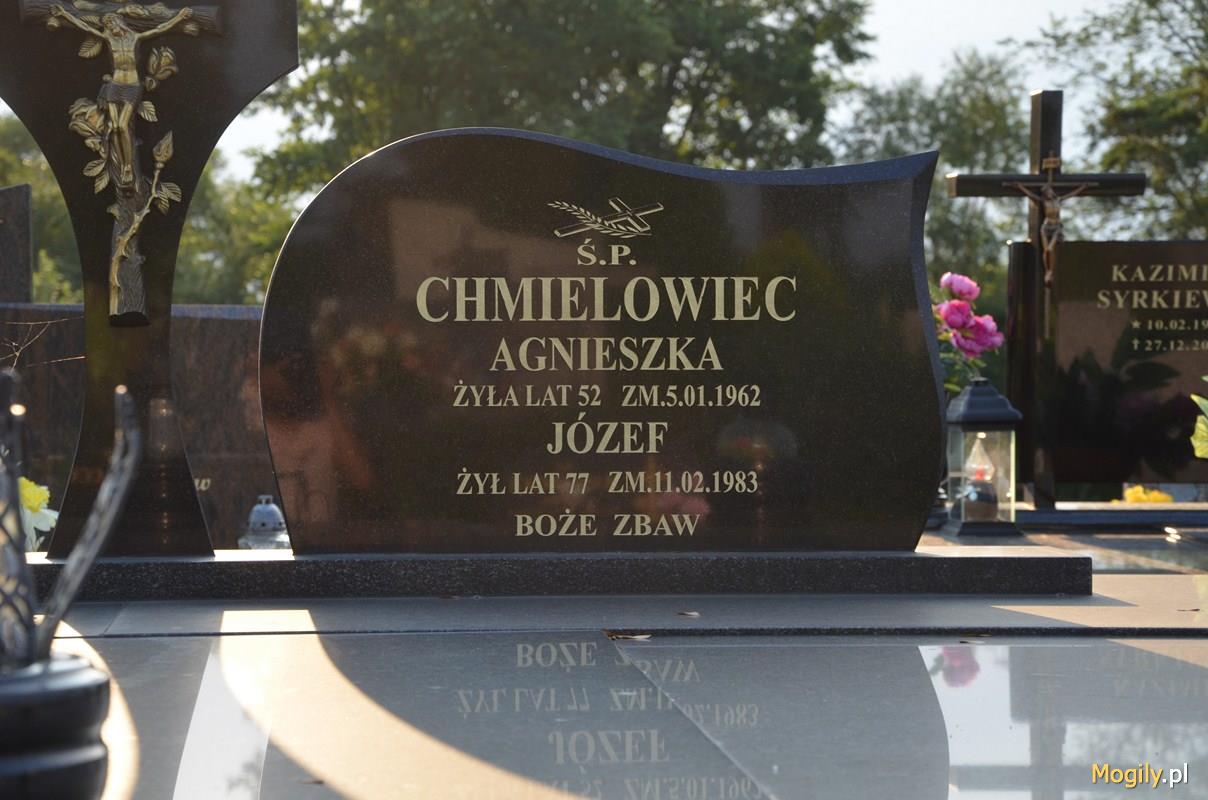 Ś.P.
CHMIELOWIEC
AGNIESZKA
ŻYŁA LAT 52 ZM.5.01.1962
JÓZEF
ŻYŁ LAT 77 ZM.11.02.1983
BOŻE ZBAW
Mogily.pl